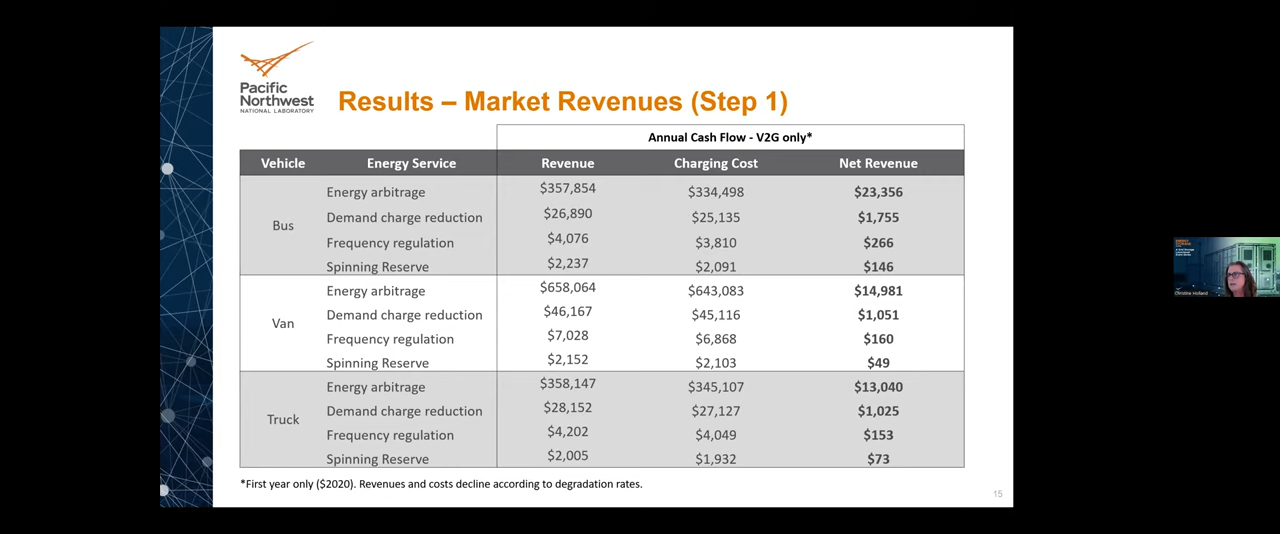 Pacific
Northwest
NATIONAL LABORATORY
Results – Market Revenues (Step 1)
Annual Cash Flow - V2G only*
Vehicle Energy Service Revenue Charging Cost Net Revenue
Bus
Energy arbitrage $357,854 $334,498 $23,356
Demand charge reduction $26,890 $25,135 $1,755
Frequency regulation $4,076 $3,810 $266
Spinning Reserve $2,237 $2,091 $146
Van
Energy arbitrage $658,064 $643,083 $14,981
Demand charge reduction $46,167 $45,116 $1,051
Frequency regulation $7,028 $6,868 $160
Spinning Reserve $2,152 $2,103 $49
Truck
Energy arbitrage $358,147 $345,107 $13,040
Demand charge reduction $28,152 $27,127 $1,025
Frequency regulation $4,202 $4,049 $153
Spinning Reserve $2,005 $1,932 $73
*First year only ($2020). Revenues and costs decline according to degradation rates.
15
Christine Holland